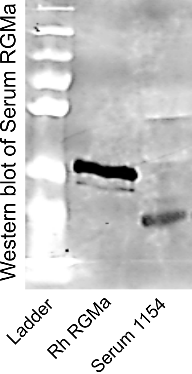 Western blot of Serum RGMa
Ladder
Rh RGMa
Serum 1154